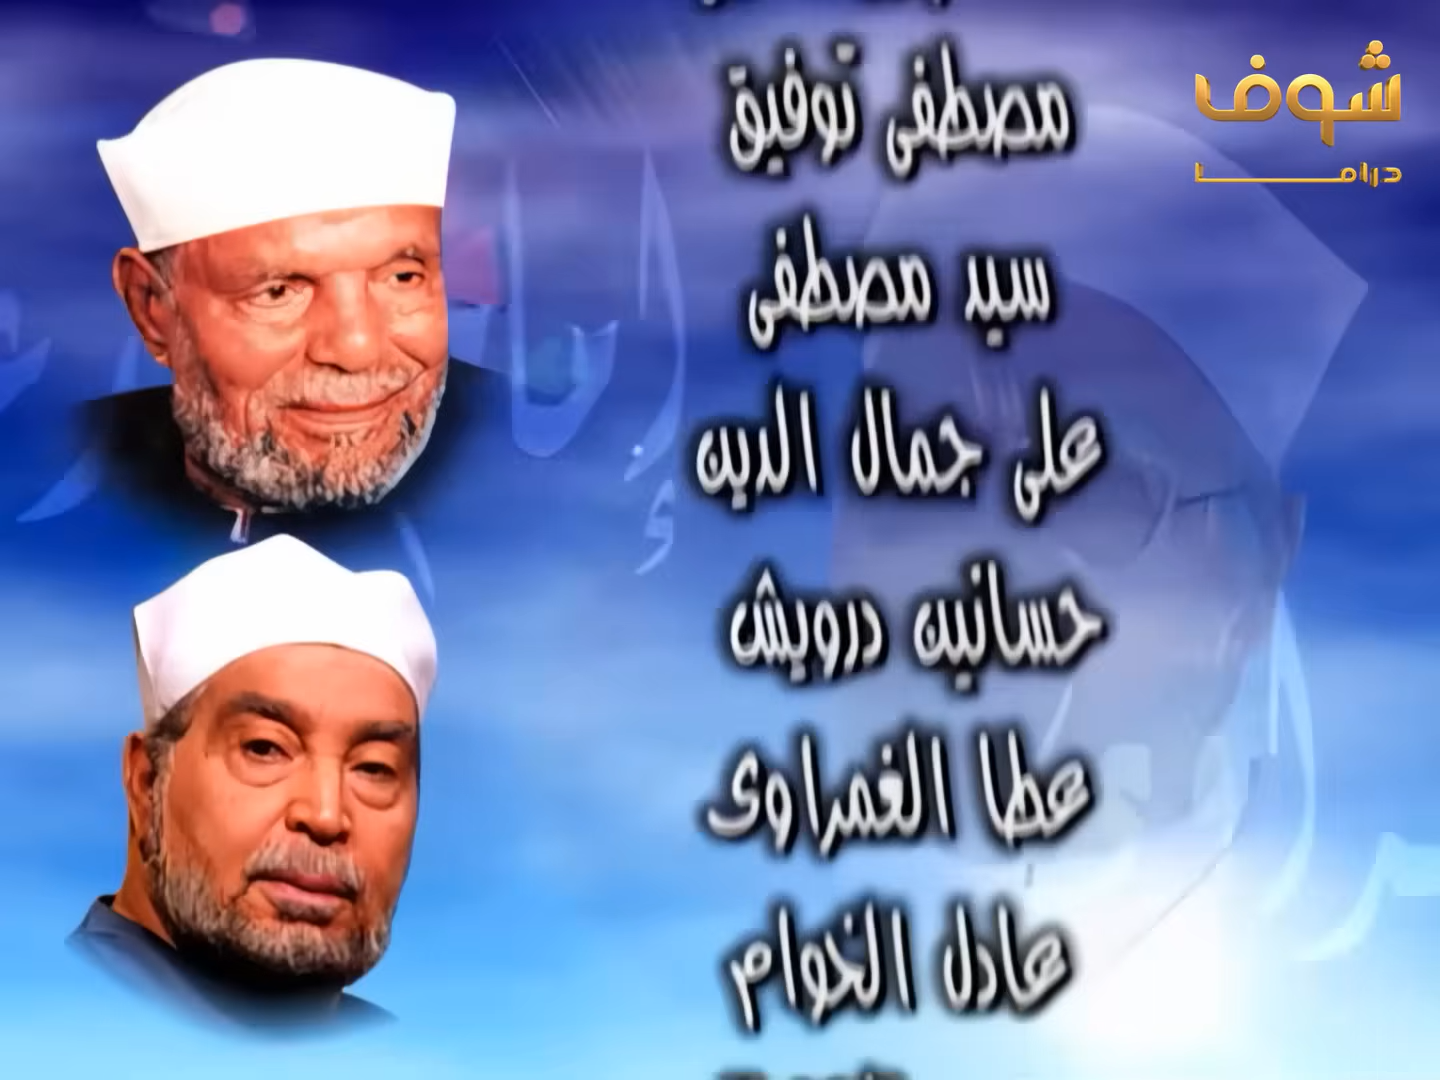 شوف
دراما
مصطفى توفيق
سيد مصطفى
على جمال الدين
حسانين درويش
عطا الغمراوى
عادل الخوام